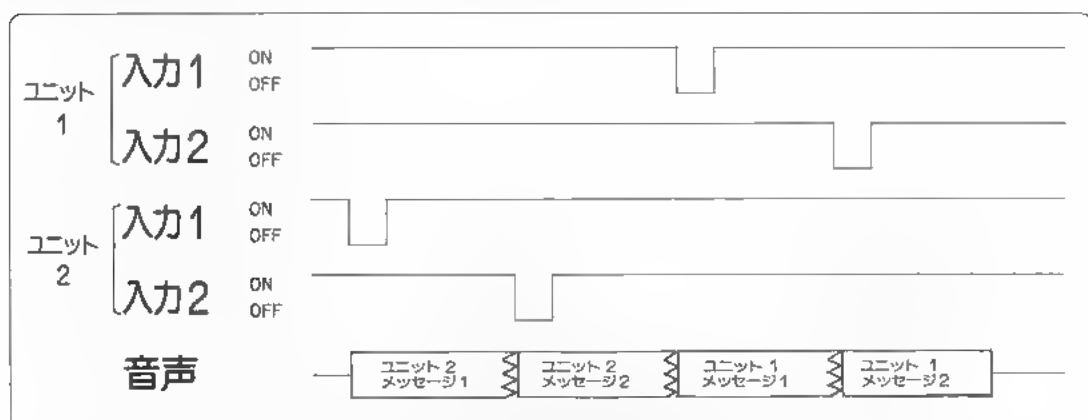 ユニット
1
入力1
ON
OFF
入力2
ON
OFF
ユニット
2
入力1
ON
OFF
入力2
ON
OFF
音声
ユニット 2
メッセージ1
ユニット 2
メッセージ2
ユニット 1
メッセージ1
ユニット 1
メッセージ2